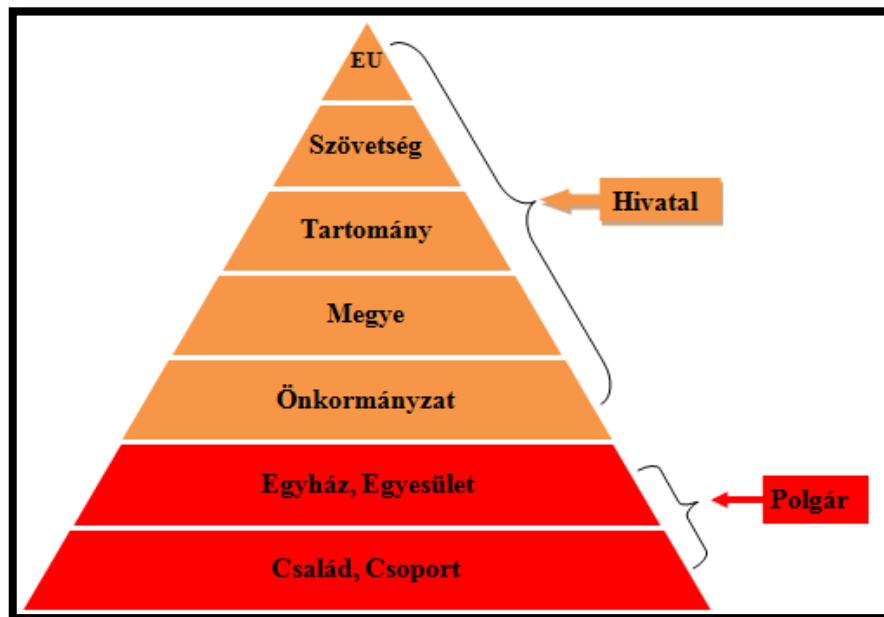 EU
Szövetség
Hivatal
Tartomány
Megye
Önkormányzat
Egyház, Egyesület
Polgár
Család, Csoport